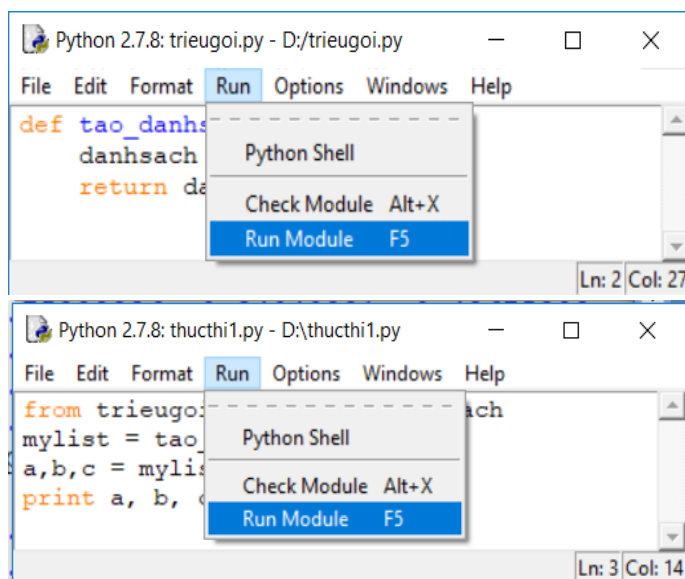 Python 2.7.8: trieugoi.py - D:/trieugoi.py
File Edit Format Run Options Windows Help
def tao_danhs
danhsach
return da
Python Shell
Check Module Alt+X
Run Module F5
Ln: 2 Col: 27
Python 2.7.8: thucthi1.py - D:\thucthi1.py
File Edit Format Run Options Windows Help
from trieugoi ach
mylist = tao_
a,b,c = mylis
print a, b, c
Python Shell
Check Module Alt+X
Run Module F5
Ln: 3 Col: 14